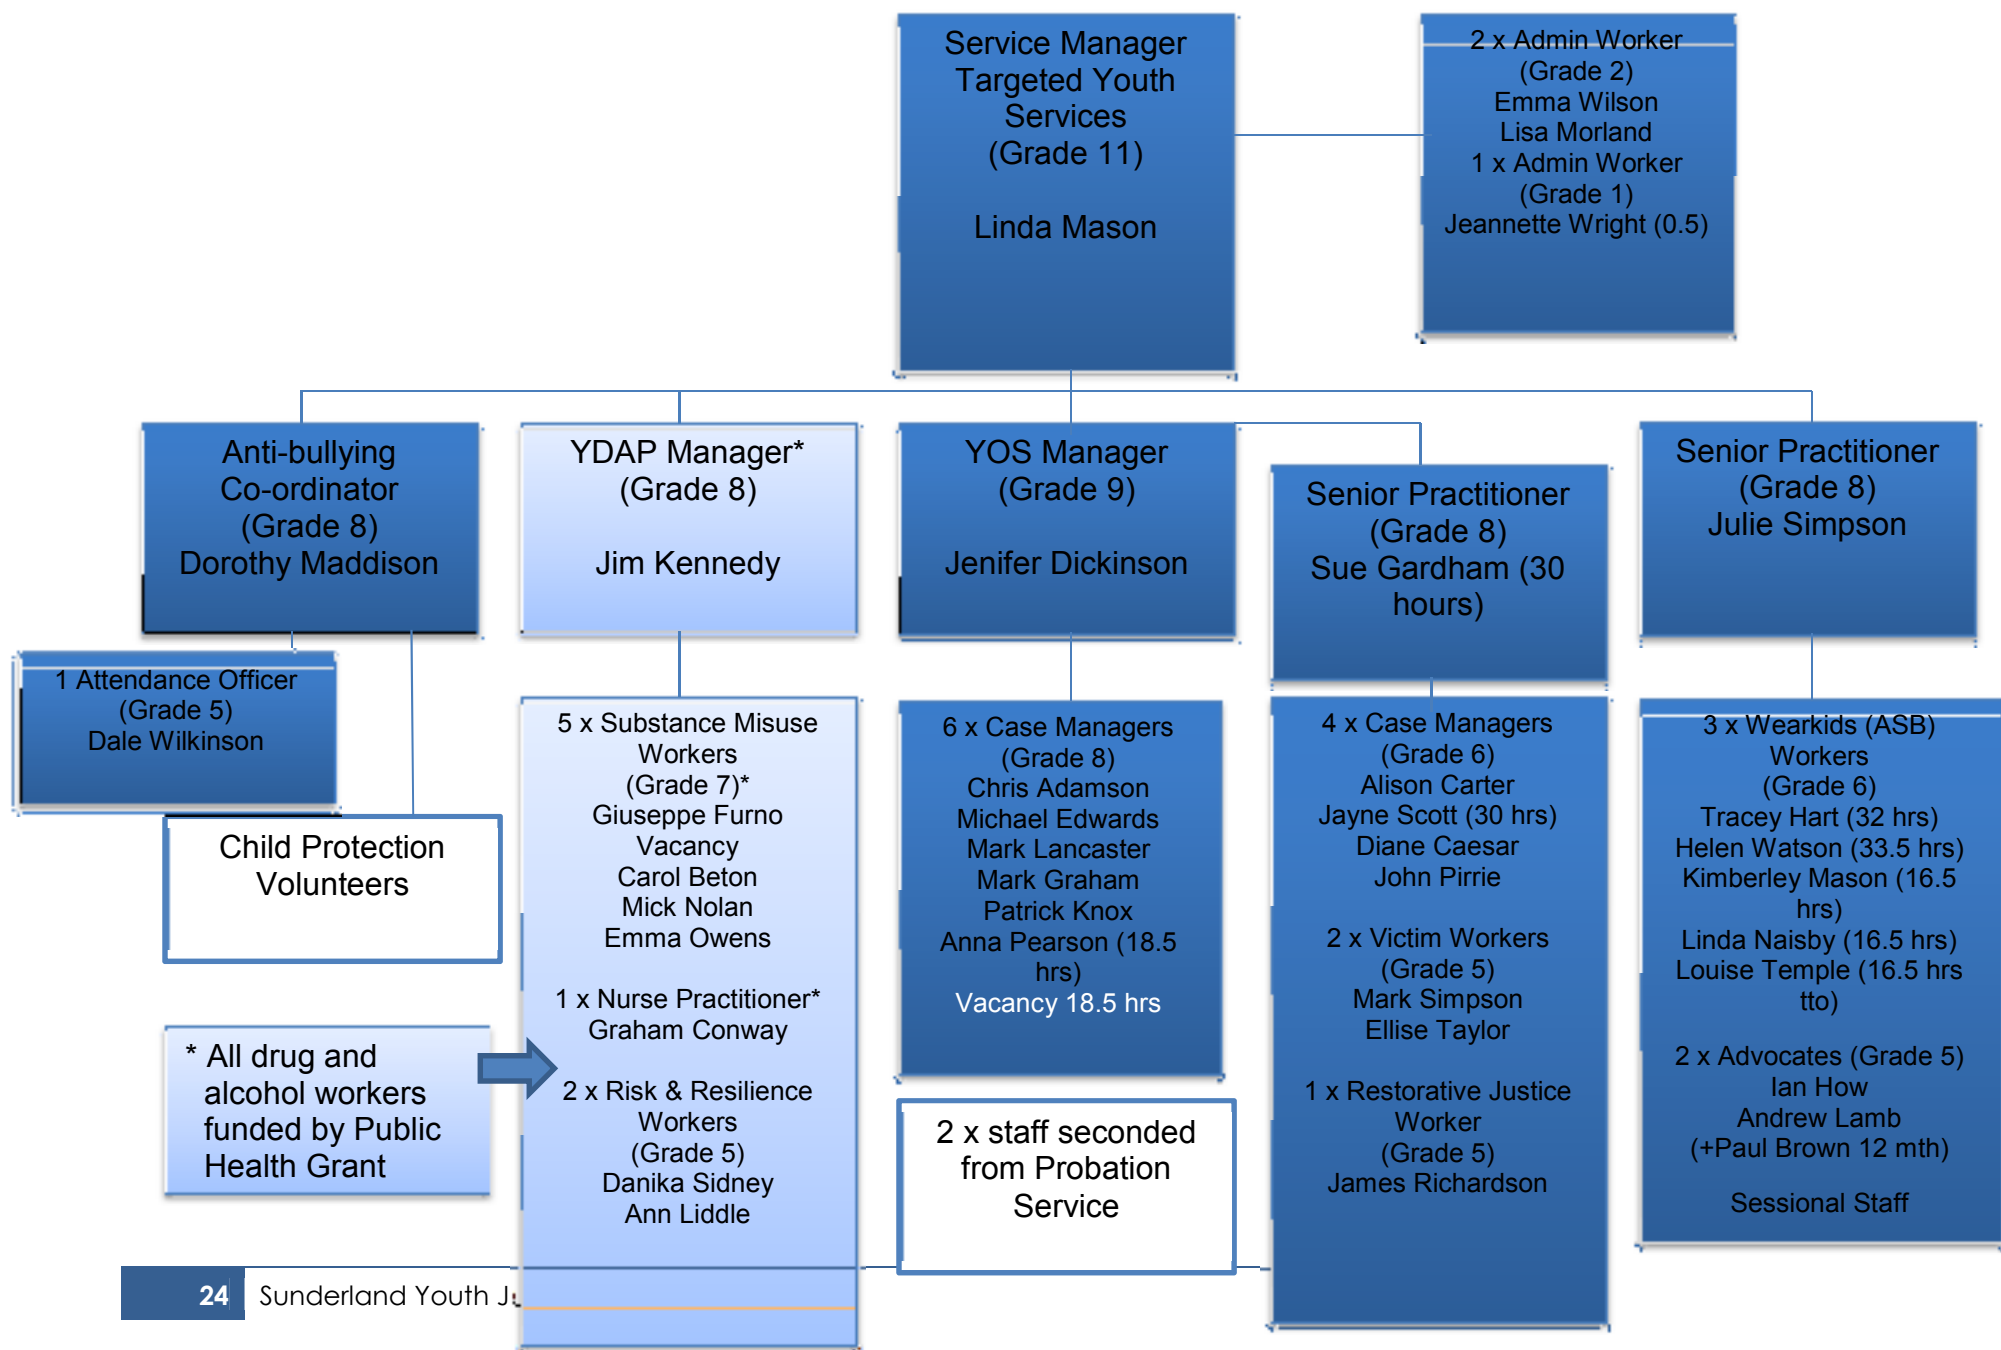 Service Manager
Targeted Youth
Services
(Grade 11)
Linda Mason
2 x Admin Worker
(Grade 2)
Emma Wilson
Lisa Morland
1 x Admin Worker
(Grade 1)
Jeannette Wright (0.5)
Anti-bullying
Co-ordinator
(Grade 8)
Dorothy Maddison
YDAP Manager*
(Grade 8)
Jim Kennedy
YOS Manager
(Grade 9)
Jenifer Dickinson
Senior Practitioner
(Grade 8)
Sue Gardham (30
hours)
Senior Practitioner
(Grade 8)
Julie Simpson
1 Attendance Officer
(Grade 5)
Dale Wilkinson
Child Protection
Volunteers
* All drug and
alcohol workers
funded by Public
Health Grant
5 x Substance Misuse
Workers
(Grade 7)*
Giuseppe Furno
Vacancy
Carol Beton
Mick Nolan
Emma Owens
1 x Nurse Practitioner*
Graham Conway
2 x Risk & Resilience
Workers
(Grade 5)
Danika Sidney
Ann Liddle
6 x Case Managers
(Grade 8)
Chris Adamson
Michael Edwards
Mark Lancaster
Mark Graham
Patrick Knox
Anna Pearson (18.5
hrs)
Vacancy 18.5 hrs
2 x staff seconded
from Probation
Service
4 x Case Managers
(Grade 6)
Alison Carter
Jayne Scott (30 hrs)
Diane Caesar
John Pirrie
2 x Victim Workers
(Grade 5)
Mark Simpson
Ellise Taylor
1 x Restorative Justice
Worker
(Grade 5)
James Richardson
3 x Wearkids (ASB)
Workers
(Grade 6)
Tracey Hart (32 hrs)
Helen Watson (33.5 hrs)
Kimberley Mason (16.5
hrs)
Linda Naisby (16.5 hrs)
Louise Temple (16.5 hrs
tto)
2 x Advocates (Grade 5)
Ian How
Andrew Lamb
(+Paul Brown 12 mth)
Sessional Staff
24 Sunderland Youth